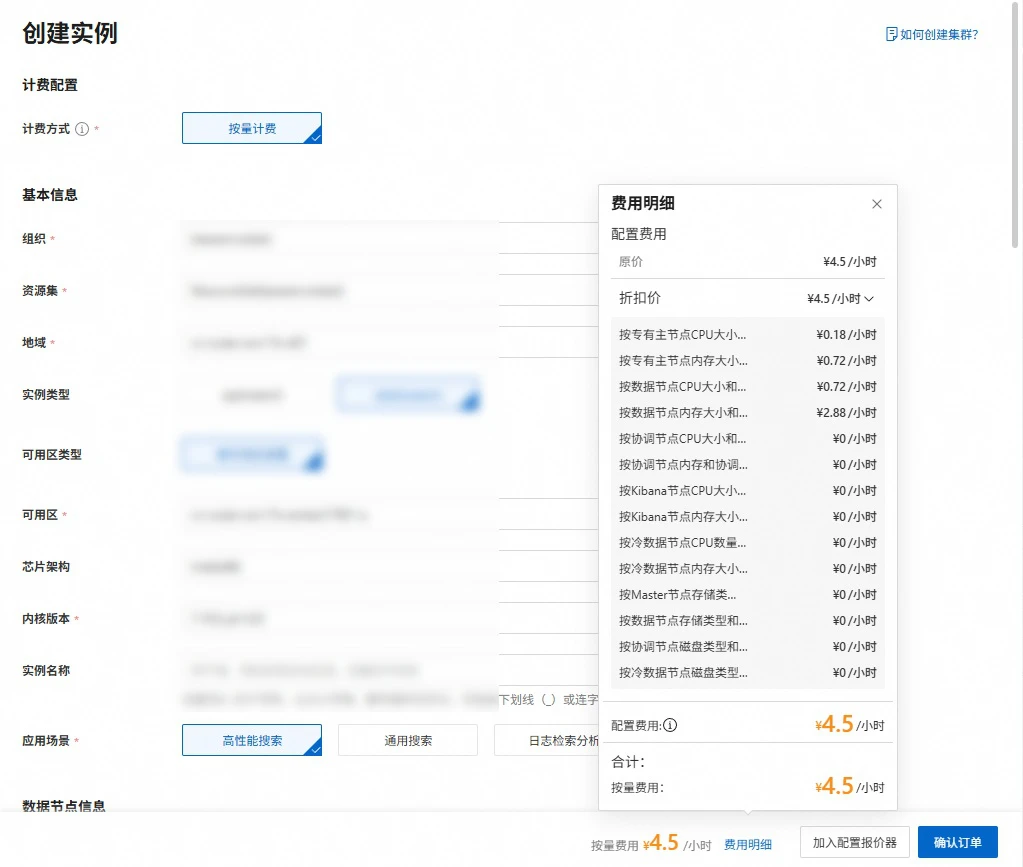 创建实例
如何创建集群?
计费配置
计费方式 *
按量计费
基本信息
组织 *
资源集 *
地域 *
实例类型
可用区类型
可用区 *
芯片架构
内核版本 *
实例名称
下划线（_）或连字
应用场景 *
高性能搜索
通用搜索
日志检索分析
数据节点信息
费用明细
配置费用
原价 ¥4.5/小时
折扣价 ¥4.5/小时
按专有主节点CPU大小... ¥0.18/小时
按专有主节点内存大小... ¥0.72/小时
按数据节点CPU大小和... ¥0.72/小时
按数据节点内存大小和... ¥2.88/小时
按协调节点CPU大小和... ¥0/小时
按协调节点内存和协调... ¥0/小时
按Kibana节点CPU大小... ¥0/小时
按Kibana节点内存大小... ¥0/小时
按冷数据节点CPU数量... ¥0/小时
按冷数据节点内存大小... ¥0/小时
按Master节点存储类... ¥0/小时
按数据节点存储类型和... ¥0/小时
按协调节点磁盘类型和... ¥0/小时
按冷数据节点磁盘类型... ¥0/小时
配置费用: ¥4.5/小时
合计：
按量费用： ¥4.5/小时
按量费用 ¥4.5/小时 费用明细
加入配置报价器
确认订单